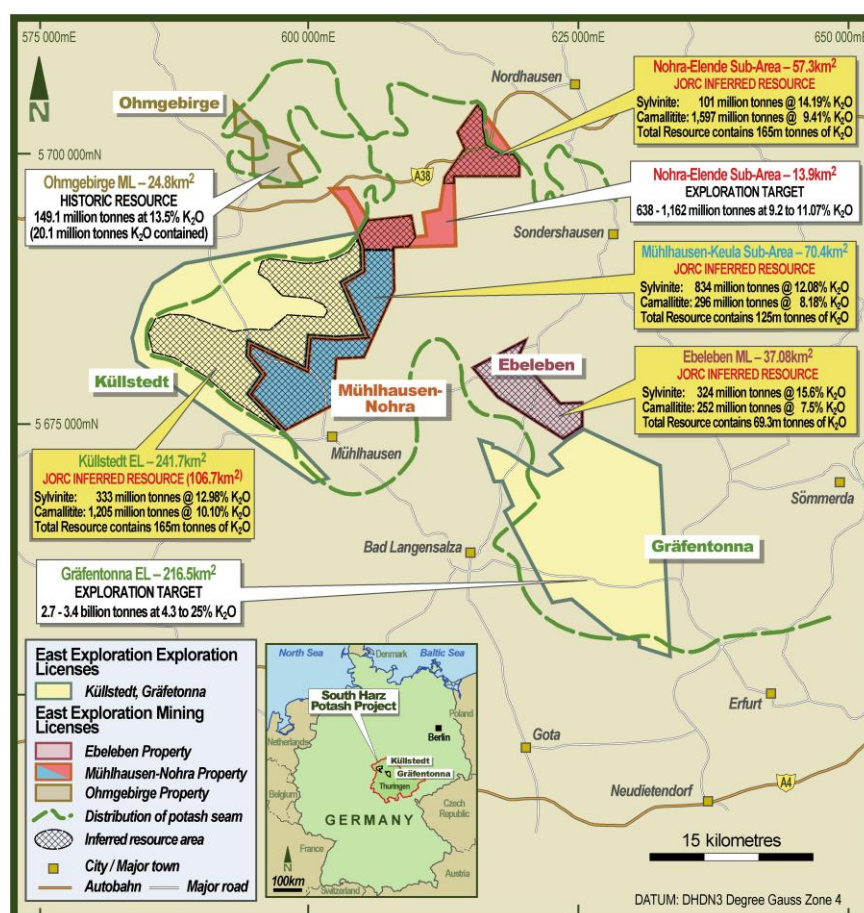 575 000mE
600 000mE
625 000mE
650 000mE
N
5 700 000mN
5 675 000mN
Ohmgebirge
Nordhausen
A38
Sondershausen
Nohra-Elende Sub-Area – 57.3km²
JORC INFERRED RESOURCE
Sylvinite: 101 million tonnes @ 14.19% K₂O
Carnallitite: 1,597 million tonnes @ 9.41% K₂O
Total Resource contains 165m tonnes of K₂O
Ohmgebirge ML – 24.8km²
HISTORIC RESOURCE
149.1 million tonnes at 13.5% K₂O
(20.1 million tonnes K₂O contained)
Nohra-Elende Sub-Area – 13.9km²
EXPLORATION TARGET
638 - 1,162 million tonnes at 9.2 to 11.07% K₂O
Mühlhausen-Keula Sub-Area – 70.4km²
JORC INFERRED RESOURCE
Sylvinite: 834 million tonnes @ 12.08% K₂O
Carnallitite: 296 million tonnes @ 8.18% K₂O
Total Resource contains 125m tonnes of K₂O
Küllstedt
Mühlhausen-
Nohra
Ebeleben
Ebeleben ML – 37.08km²
JORC INFERRED RESOURCE
Sylvinite: 324 million tonnes @ 15.6% K₂O
Carnallitite: 252 million tonnes @ 7.5% K₂O
Total Resource contains 69.3m tonnes of K₂O
Mühlhausen
Küllstedt EL – 241.7km²
JORC INFERRED RESOURCE (106.7km²)
Sylvinite: 333 million tonnes @ 12.98% K₂O
Carnallitite: 1,205 million tonnes @ 10.10% K₂O
Total Resource contains 165m tonnes of K₂O
Sömmerda
Bad Langensalza
Gräfentonna
Gräfentonna EL – 216.5km²
EXPLORATION TARGET
2.7 - 3.4 billion tonnes at 4.3 to 25% K₂O
East Exploration Exploration
Licenses
Küllstedt, Gräfetonna
East Exploration Mining
Licenses
Ebeleben Property
Mühlhausen-Nohra Property
Ohmgebirge Property
Distribution of potash seam
Inferred resource area
City / Major town
Autobahn
Major road
North Sea
Denmark
Baltic Sea
South Harz
Potash Project
Berlin
Poland
Netherlands
Küllstedt
Gräfentonna
Thuringen
Belgium
GERMANY
Czech
Republic
France
N
100km
Switzerland
Austria
Erfurt
Gota
Neudietendorf
A4
15 kilometres
DATUM: DHDN3 Degree Gauss Zone 4